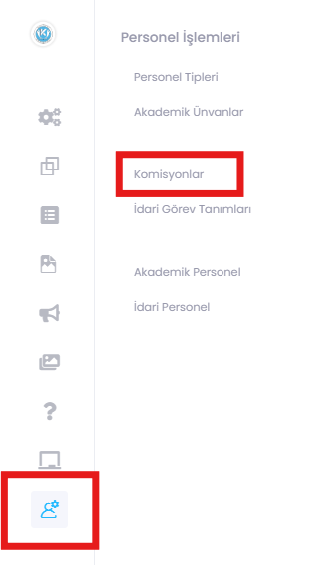 Personel İşlemleri
Personel Tipleri
Akademik Ünvanlar
Komisyonlar
İdari Görev Tanımları
Akademik Personel
İdari Personel
?